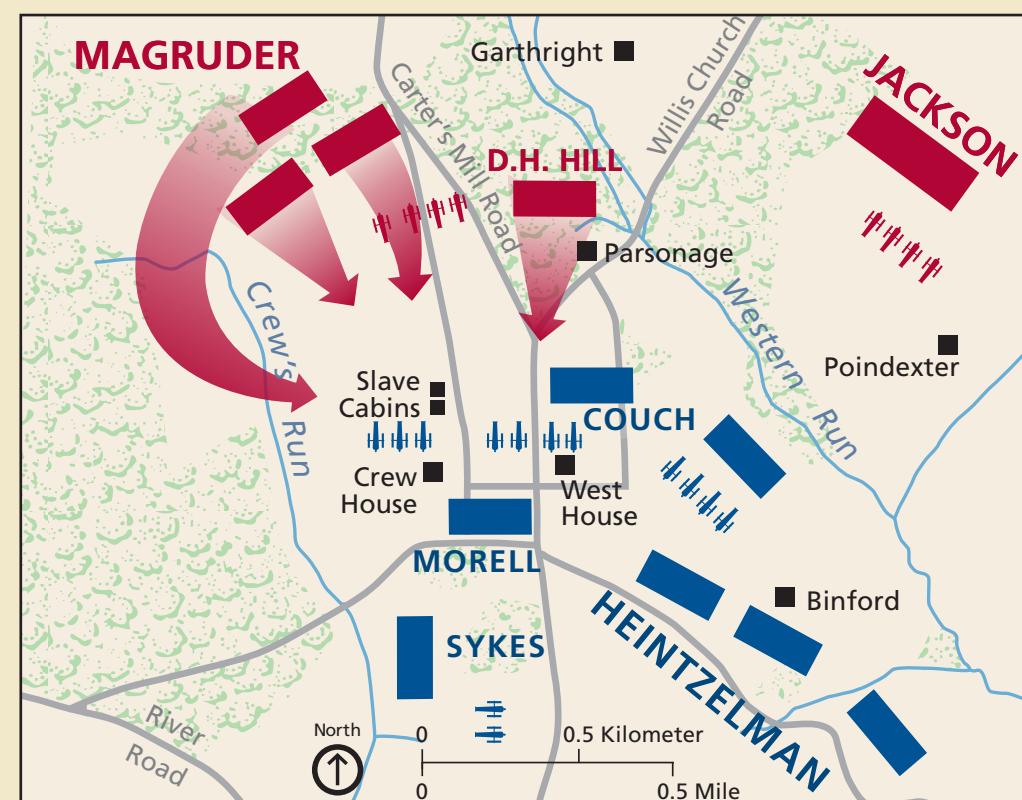 MAGRUDER
Garthright
Willis Church
Road
JACKSON
Carter's Mill Road
D.H. HILL
Parsonage
Crew's Run
Western Run
Poindexter
Slave
Cabins
COUCH
Crew
House
West
House
MORELL
Binford
HEINTZELMAN
SYKES
River
Road
North
0
0.5 Kilometer
0
0.5 Mile